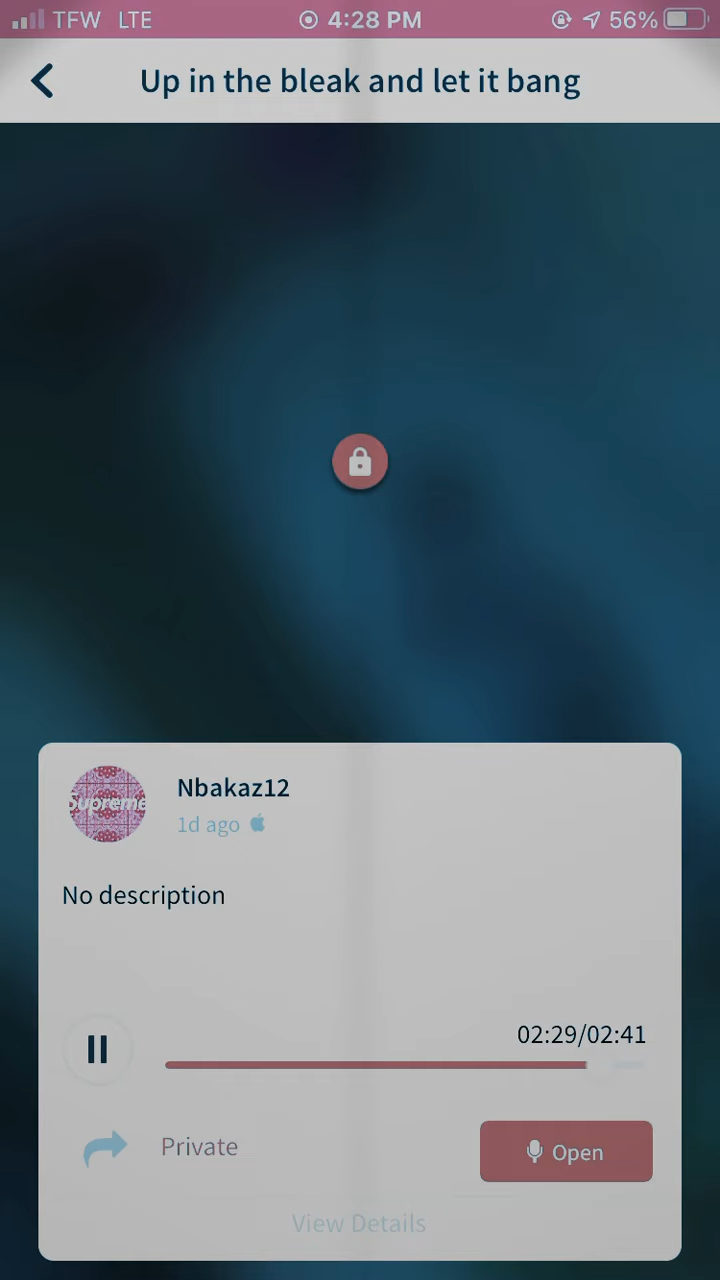 TFW LTE 4:28 PM 56%
Up in the bleak and let it bang
Supreme
Nbakaz12
1d ago
No description
02:29/02:41
Private
Open
View Details